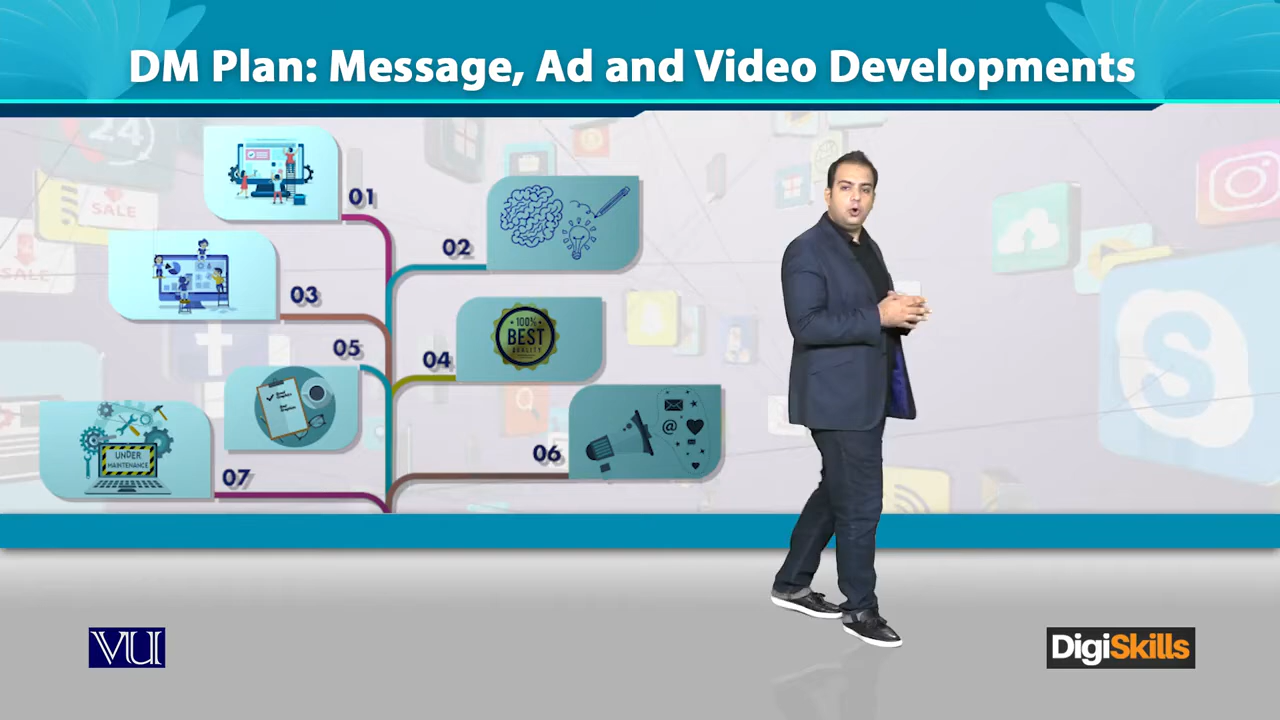 DM Plan: Message, Ad and Video Developments
24
SALE
SALE
01
02
03
04
05
06
07
100%
BEST
QUALITY
UNDER
MAINTENANCE
@
VU
DigiSkills